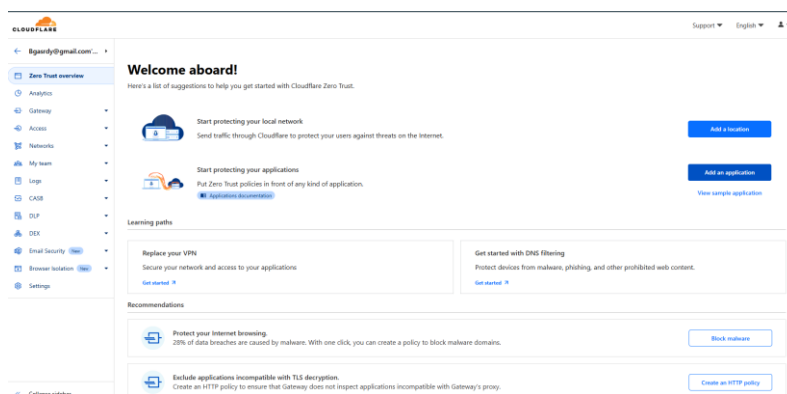 CLOUDFLARE
Support
English
Bgasrdy@gmail.com'...
Zero Trust overview
Analytics
Gateway
Access
Networks
My team
Logs
CASB
DLP
DEX
Email Security New
Browser Isolation New
Settings
Collapse sidebar
Welcome aboard!
Here's a list of suggestions to help you get started with Cloudflare Zero Trust.
Start protecting your local network
Send traffic through Cloudflare to protect your users against threats on the Internet.
Add a location
Start protecting your applications
Put Zero Trust policies in front of any kind of application.
Applications documentation
Add an application
View sample application
Learning paths
Replace your VPN
Secure your network and access to your applications
Get started
Get started with DNS filtering
Protect devices from malware, phishing, and other prohibited web content.
Get started
Recommendations
Protect your Internet browsing.
28% of data breaches are caused by malware. With one click, you can create a policy to block malware domains.
Block malware
Exclude applications incompatible with TLS decryption.
Create an HTTP policy to ensure that Gateway does not inspect applications incompatible with Gateway's proxy.
Create an HTTP policy